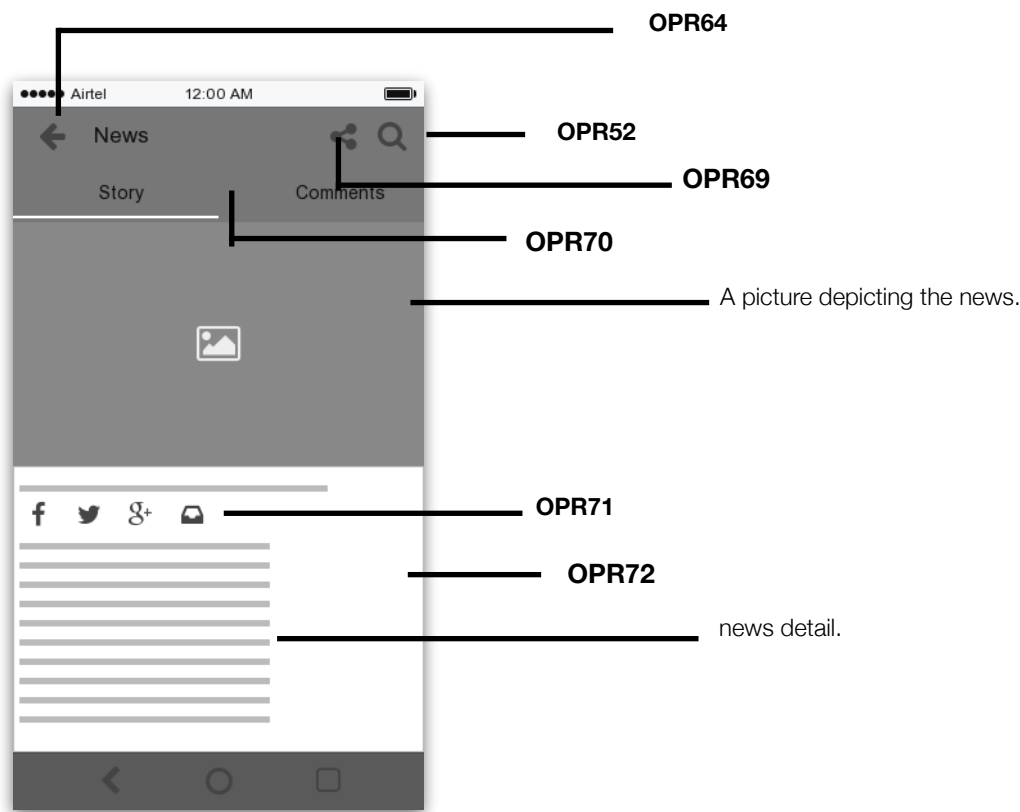 OPR64
Airtel 12:00 AM
News
OPR52
OPR69
Story Comments
OPR70
A picture depicting the news.
OPR71
OPR72
news detail.